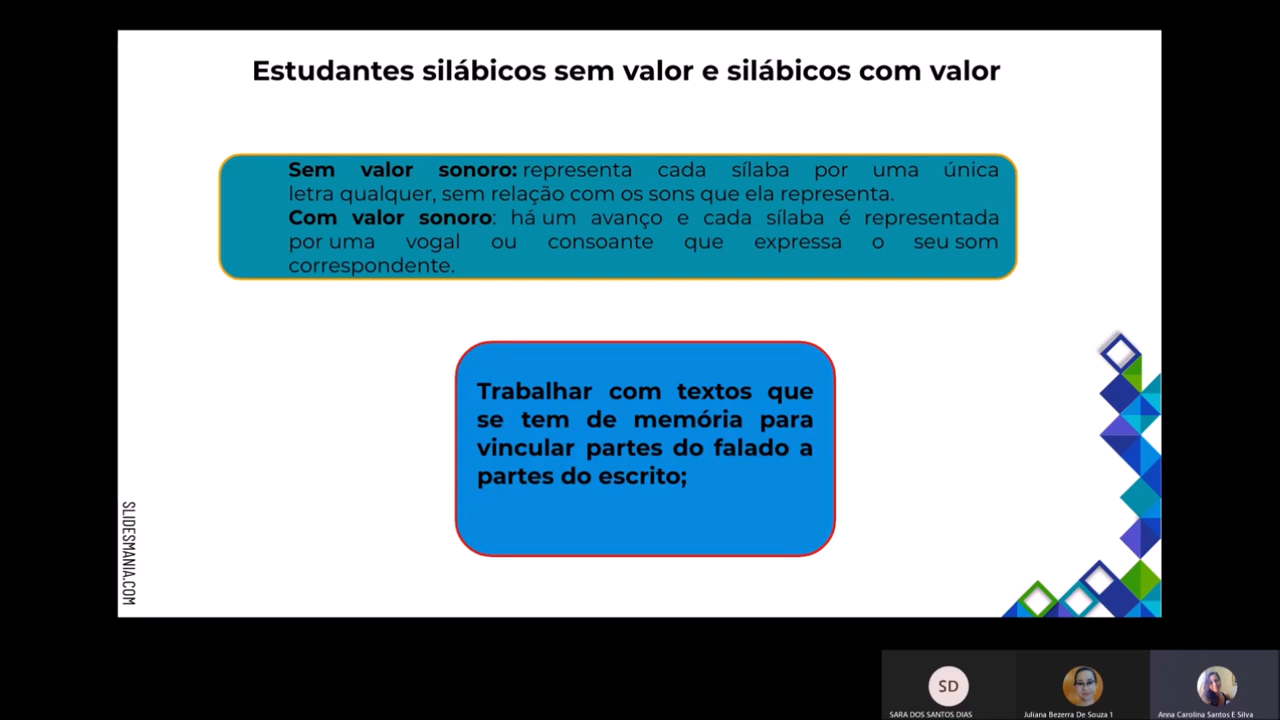 Estudantes silábicos sem valor e silábicos com valor
Sem valor sonoro: representa cada sílaba por uma única
letra qualquer, sem relação com os sons que ela representa.
Com valor sonoro: há um avanço e cada sílaba é representada
por uma vogal ou consoante que expressa o seu som
correspondente.
Trabalhar com textos que
se tem de memória para
vincular partes do falado a
partes do escrito;
SLIDESMANIA.COM
SD
SARA DOS SANTOS DIAS
Juliana Bezerra De Souza 1
Anna Carolina Santos E Silva